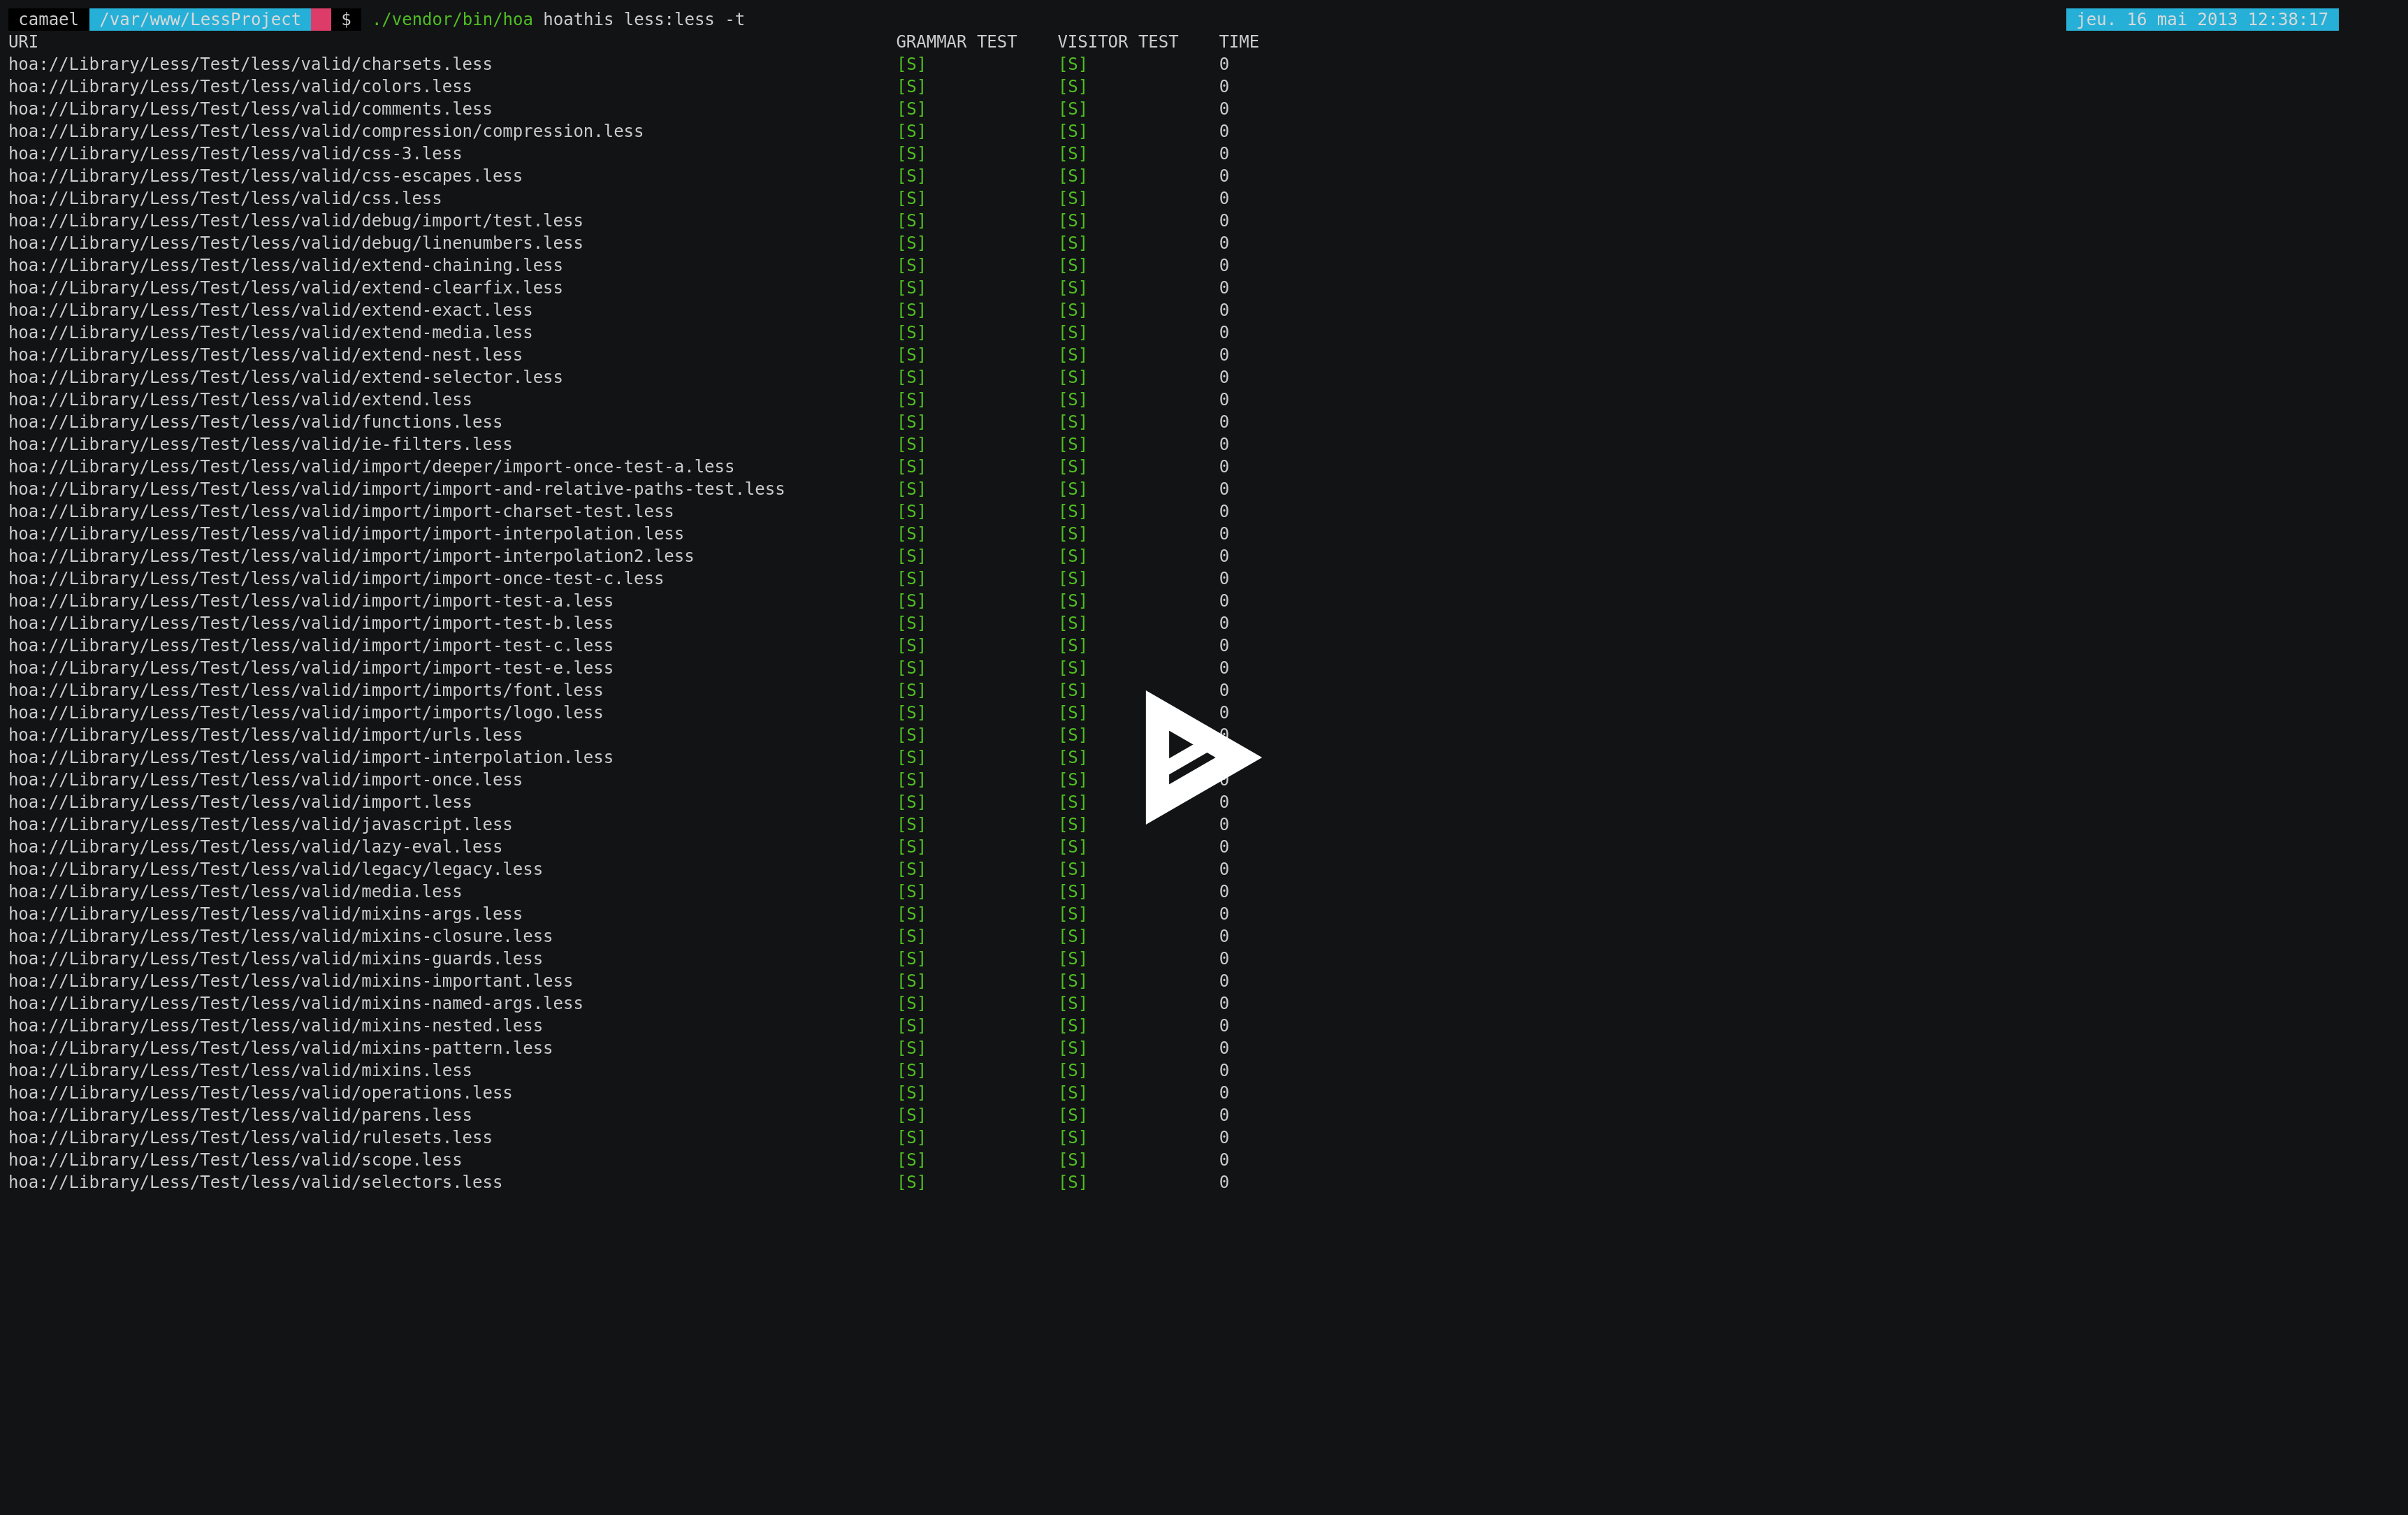 camael /var/www/LessProject $ ./vendor/bin/hoa hoathis less:less -t jeu. 16 mai 2013 12:38:17
URI GRAMMAR TEST VISITOR TEST TIME
hoa://Library/Less/Test/less/valid/charsets.less [S] [S] 0
hoa://Library/Less/Test/less/valid/colors.less [S] [S] 0
hoa://Library/Less/Test/less/valid/comments.less [S] [S] 0
hoa://Library/Less/Test/less/valid/compression/compression.less [S] [S] 0
hoa://Library/Less/Test/less/valid/css-3.less [S] [S] 0
hoa://Library/Less/Test/less/valid/css-escapes.less [S] [S] 0
hoa://Library/Less/Test/less/valid/css.less [S] [S] 0
hoa://Library/Less/Test/less/valid/debug/import/test.less [S] [S] 0
hoa://Library/Less/Test/less/valid/debug/linenumbers.less [S] [S] 0
hoa://Library/Less/Test/less/valid/extend-chaining.less [S] [S] 0
hoa://Library/Less/Test/less/valid/extend-clearfix.less [S] [S] 0
hoa://Library/Less/Test/less/valid/extend-exact.less [S] [S] 0
hoa://Library/Less/Test/less/valid/extend-media.less [S] [S] 0
hoa://Library/Less/Test/less/valid/extend-nest.less [S] [S] 0
hoa://Library/Less/Test/less/valid/extend-selector.less [S] [S] 0
hoa://Library/Less/Test/less/valid/extend.less [S] [S] 0
hoa://Library/Less/Test/less/valid/functions.less [S] [S] 0
hoa://Library/Less/Test/less/valid/ie-filters.less [S] [S] 0
hoa://Library/Less/Test/less/valid/import/deeper/import-once-test-a.less [S] [S] 0
hoa://Library/Less/Test/less/valid/import/import-and-relative-paths-test.less [S] [S] 0
hoa://Library/Less/Test/less/valid/import/import-charset-test.less [S] [S] 0
hoa://Library/Less/Test/less/valid/import/import-interpolation.less [S] [S] 0
hoa://Library/Less/Test/less/valid/import/import-interpolation2.less [S] [S] 0
hoa://Library/Less/Test/less/valid/import/import-once-test-c.less [S] [S] 0
hoa://Library/Less/Test/less/valid/import/import-test-a.less [S] [S] 0
hoa://Library/Less/Test/less/valid/import/import-test-b.less [S] [S] 0
hoa://Library/Less/Test/less/valid/import/import-test-c.less [S] [S] 0
hoa://Library/Less/Test/less/valid/import/import-test-e.less [S] [S] 0
hoa://Library/Less/Test/less/valid/import/imports/font.less [S] [S] 0
hoa://Library/Less/Test/less/valid/import/imports/logo.less [S] [S] 0
hoa://Library/Less/Test/less/valid/import/urls.less [S] [S] 0
hoa://Library/Less/Test/less/valid/import-interpolation.less [S] [S]
hoa://Library/Less/Test/less/valid/import-once.less [S] [S] 0
hoa://Library/Less/Test/less/valid/import.less [S] [S] 0
hoa://Library/Less/Test/less/valid/javascript.less [S] [S] 0
hoa://Library/Less/Test/less/valid/lazy-eval.less [S] [S] 0
hoa://Library/Less/Test/less/valid/legacy/legacy.less [S] [S] 0
hoa://Library/Less/Test/less/valid/media.less [S] [S] 0
hoa://Library/Less/Test/less/valid/mixins-args.less [S] [S] 0
hoa://Library/Less/Test/less/valid/mixins-closure.less [S] [S] 0
hoa://Library/Less/Test/less/valid/mixins-guards.less [S] [S] 0
hoa://Library/Less/Test/less/valid/mixins-important.less [S] [S] 0
hoa://Library/Less/Test/less/valid/mixins-named-args.less [S] [S] 0
hoa://Library/Less/Test/less/valid/mixins-nested.less [S] [S] 0
hoa://Library/Less/Test/less/valid/mixins-pattern.less [S] [S] 0
hoa://Library/Less/Test/less/valid/mixins.less [S] [S] 0
hoa://Library/Less/Test/less/valid/operations.less [S] [S] 0
hoa://Library/Less/Test/less/valid/parens.less [S] [S] 0
hoa://Library/Less/Test/less/valid/rulesets.less [S] [S] 0
hoa://Library/Less/Test/less/valid/scope.less [S] [S] 0
hoa://Library/Less/Test/less/valid/selectors.less [S] [S] 0